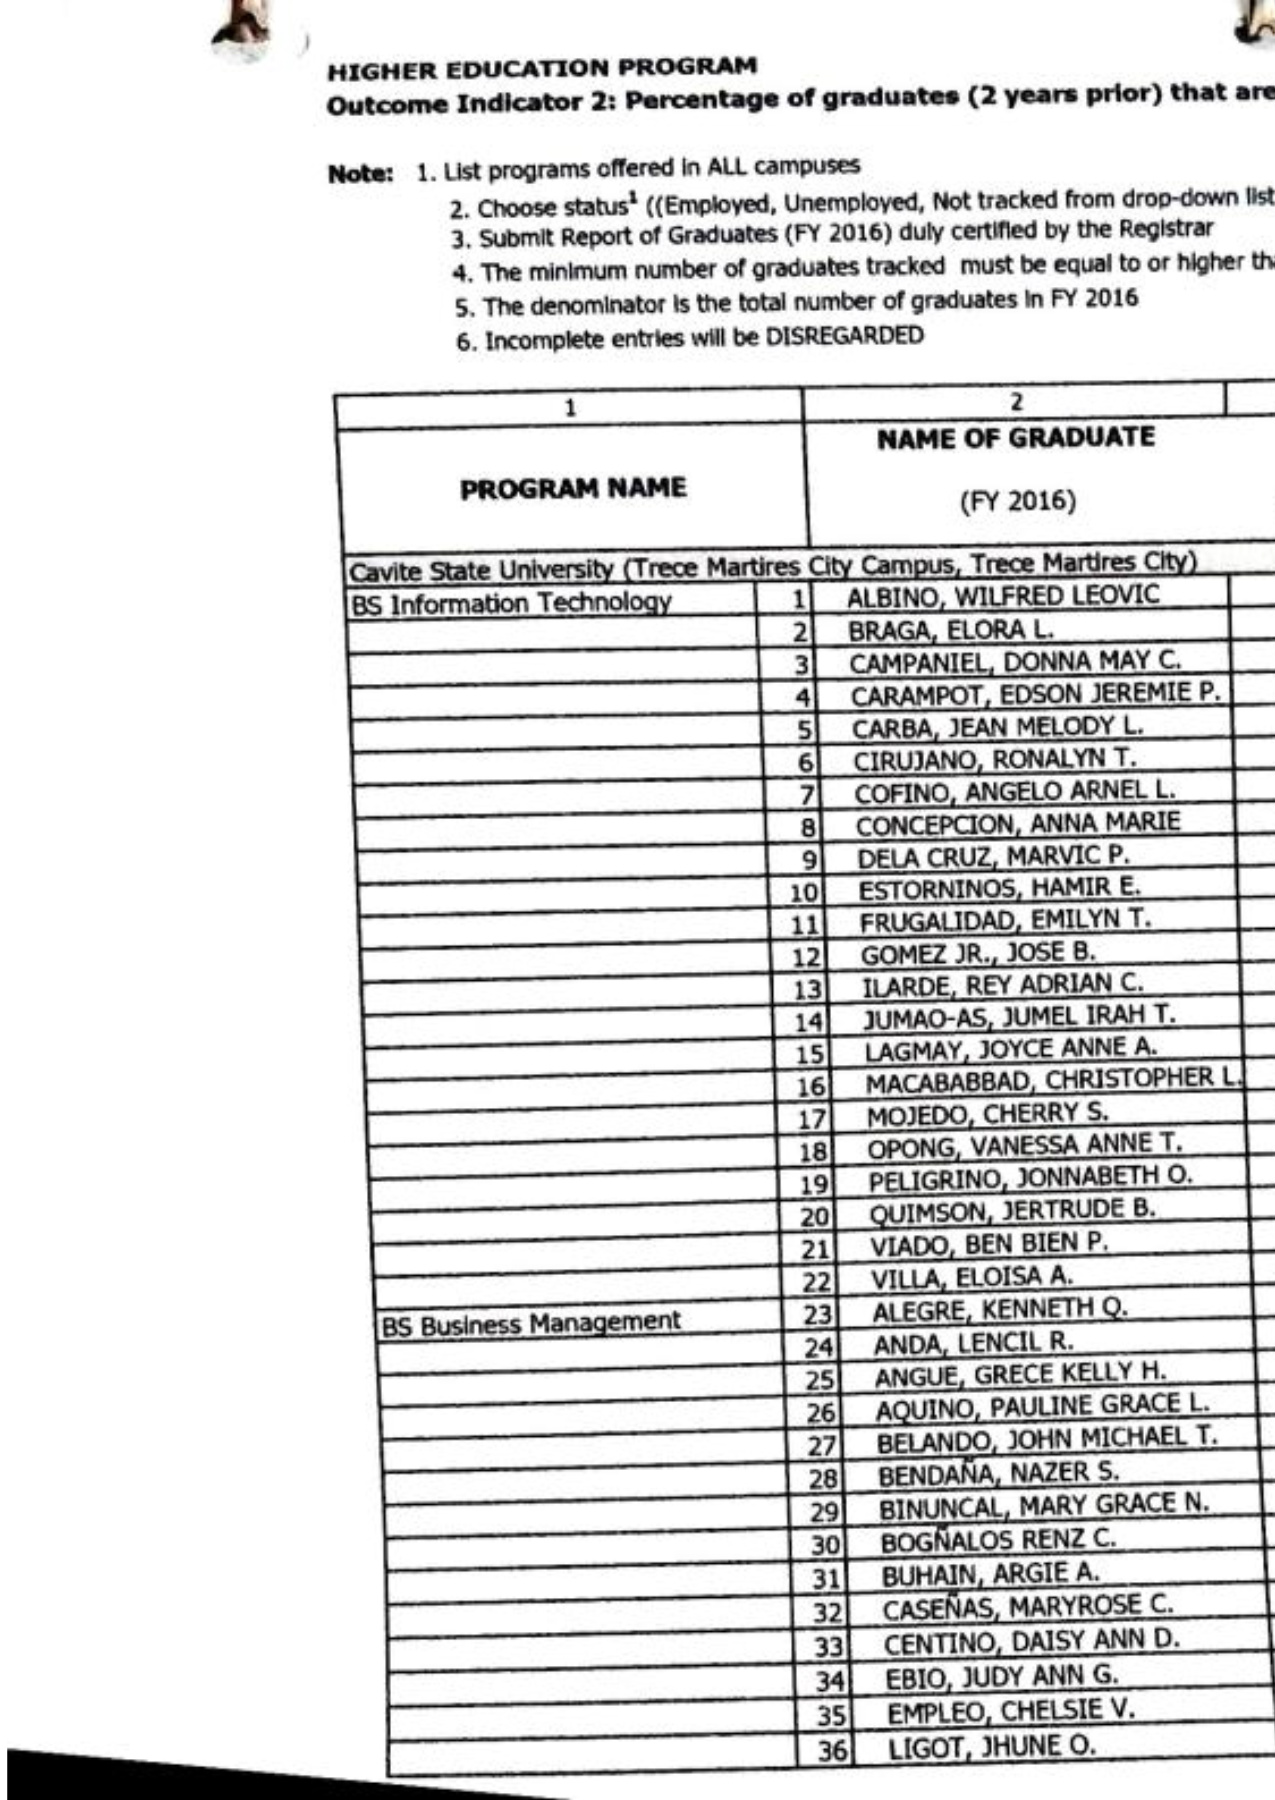 HIGHER EDUCATION PROGRAM
Outcome Indicator 2: Percentage of graduates (2 years prior) that are
Note: 1. List programs offered in ALL campuses
2. Choose status¹ ((Employed, Unemployed, Not tracked from drop-down list
3. Submit Report of Graduates (FY 2016) duly certified by the Registrar
4. The minimum number of graduates tracked must be equal to or higher tha
5. The denominator is the total number of graduates in FY 2016
6. Incomplete entries will be DISREGARDED
1 2
PROGRAM NAME
NAME OF GRADUATE
(FY 2016)
Cavite State University (Trece Martires City Campus, Trece Martires City)
BS Information Technology 1 ALBINO, WILFRED LEOVIC
2 BRAGA, ELORA L.
3 CAMPANIEL, DONNA MAY C.
4 CARAMPOT, EDSON JEREMIE P.
5 CARBA, JEAN MELODY L.
6 CIRUJANO, RONALYN T.
7 COFINO, ANGELO ARNEL L.
8 CONCEPCION, ANNA MARIE
9 DELA CRUZ, MARVIC P.
10 ESTORNINOS, HAMIR E.
11 FRUGALIDAD, EMILYN T.
12 GOMEZ JR., JOSE B.
13 ILARDE, REY ADRIAN C.
14 JUMAO-AS, JUMEL IRAH T.
15 LAGMAY, JOYCE ANNE A.
16 MACABABBAD, CHRISTOPHER L.
17 MOJEDO, CHERRY S.
18 OPONG, VANESSA ANNE T.
19 PELIGRINO, JONNABETH O.
20 QUIMSON, JERTRUDE B.
21 VIADO, BEN BIEN P.
22 VILLA, ELOISA A.
BS Business Management 23 ALEGRE, KENNETH Q.
24 ANDA, LENCIL R.
25 ANGUE, GRECE KELLY H.
26 AQUINO, PAULINE GRACE L.
27 BELANDO, JOHN MICHAEL T.
28 BENDAÑA, NAZER S.
29 BINUNCAL, MARY GRACE N.
30 BOGÑALOS RENZ C.
31 BUHAIN, ARGIE A.
32 CASEÑAS, MARYROSE C.
33 CENTINO, DAISY ANN D.
34 EBIO, JUDY ANN G.
35 EMPLEO, CHELSIE V.
36 LIGOT, JHUNE O.